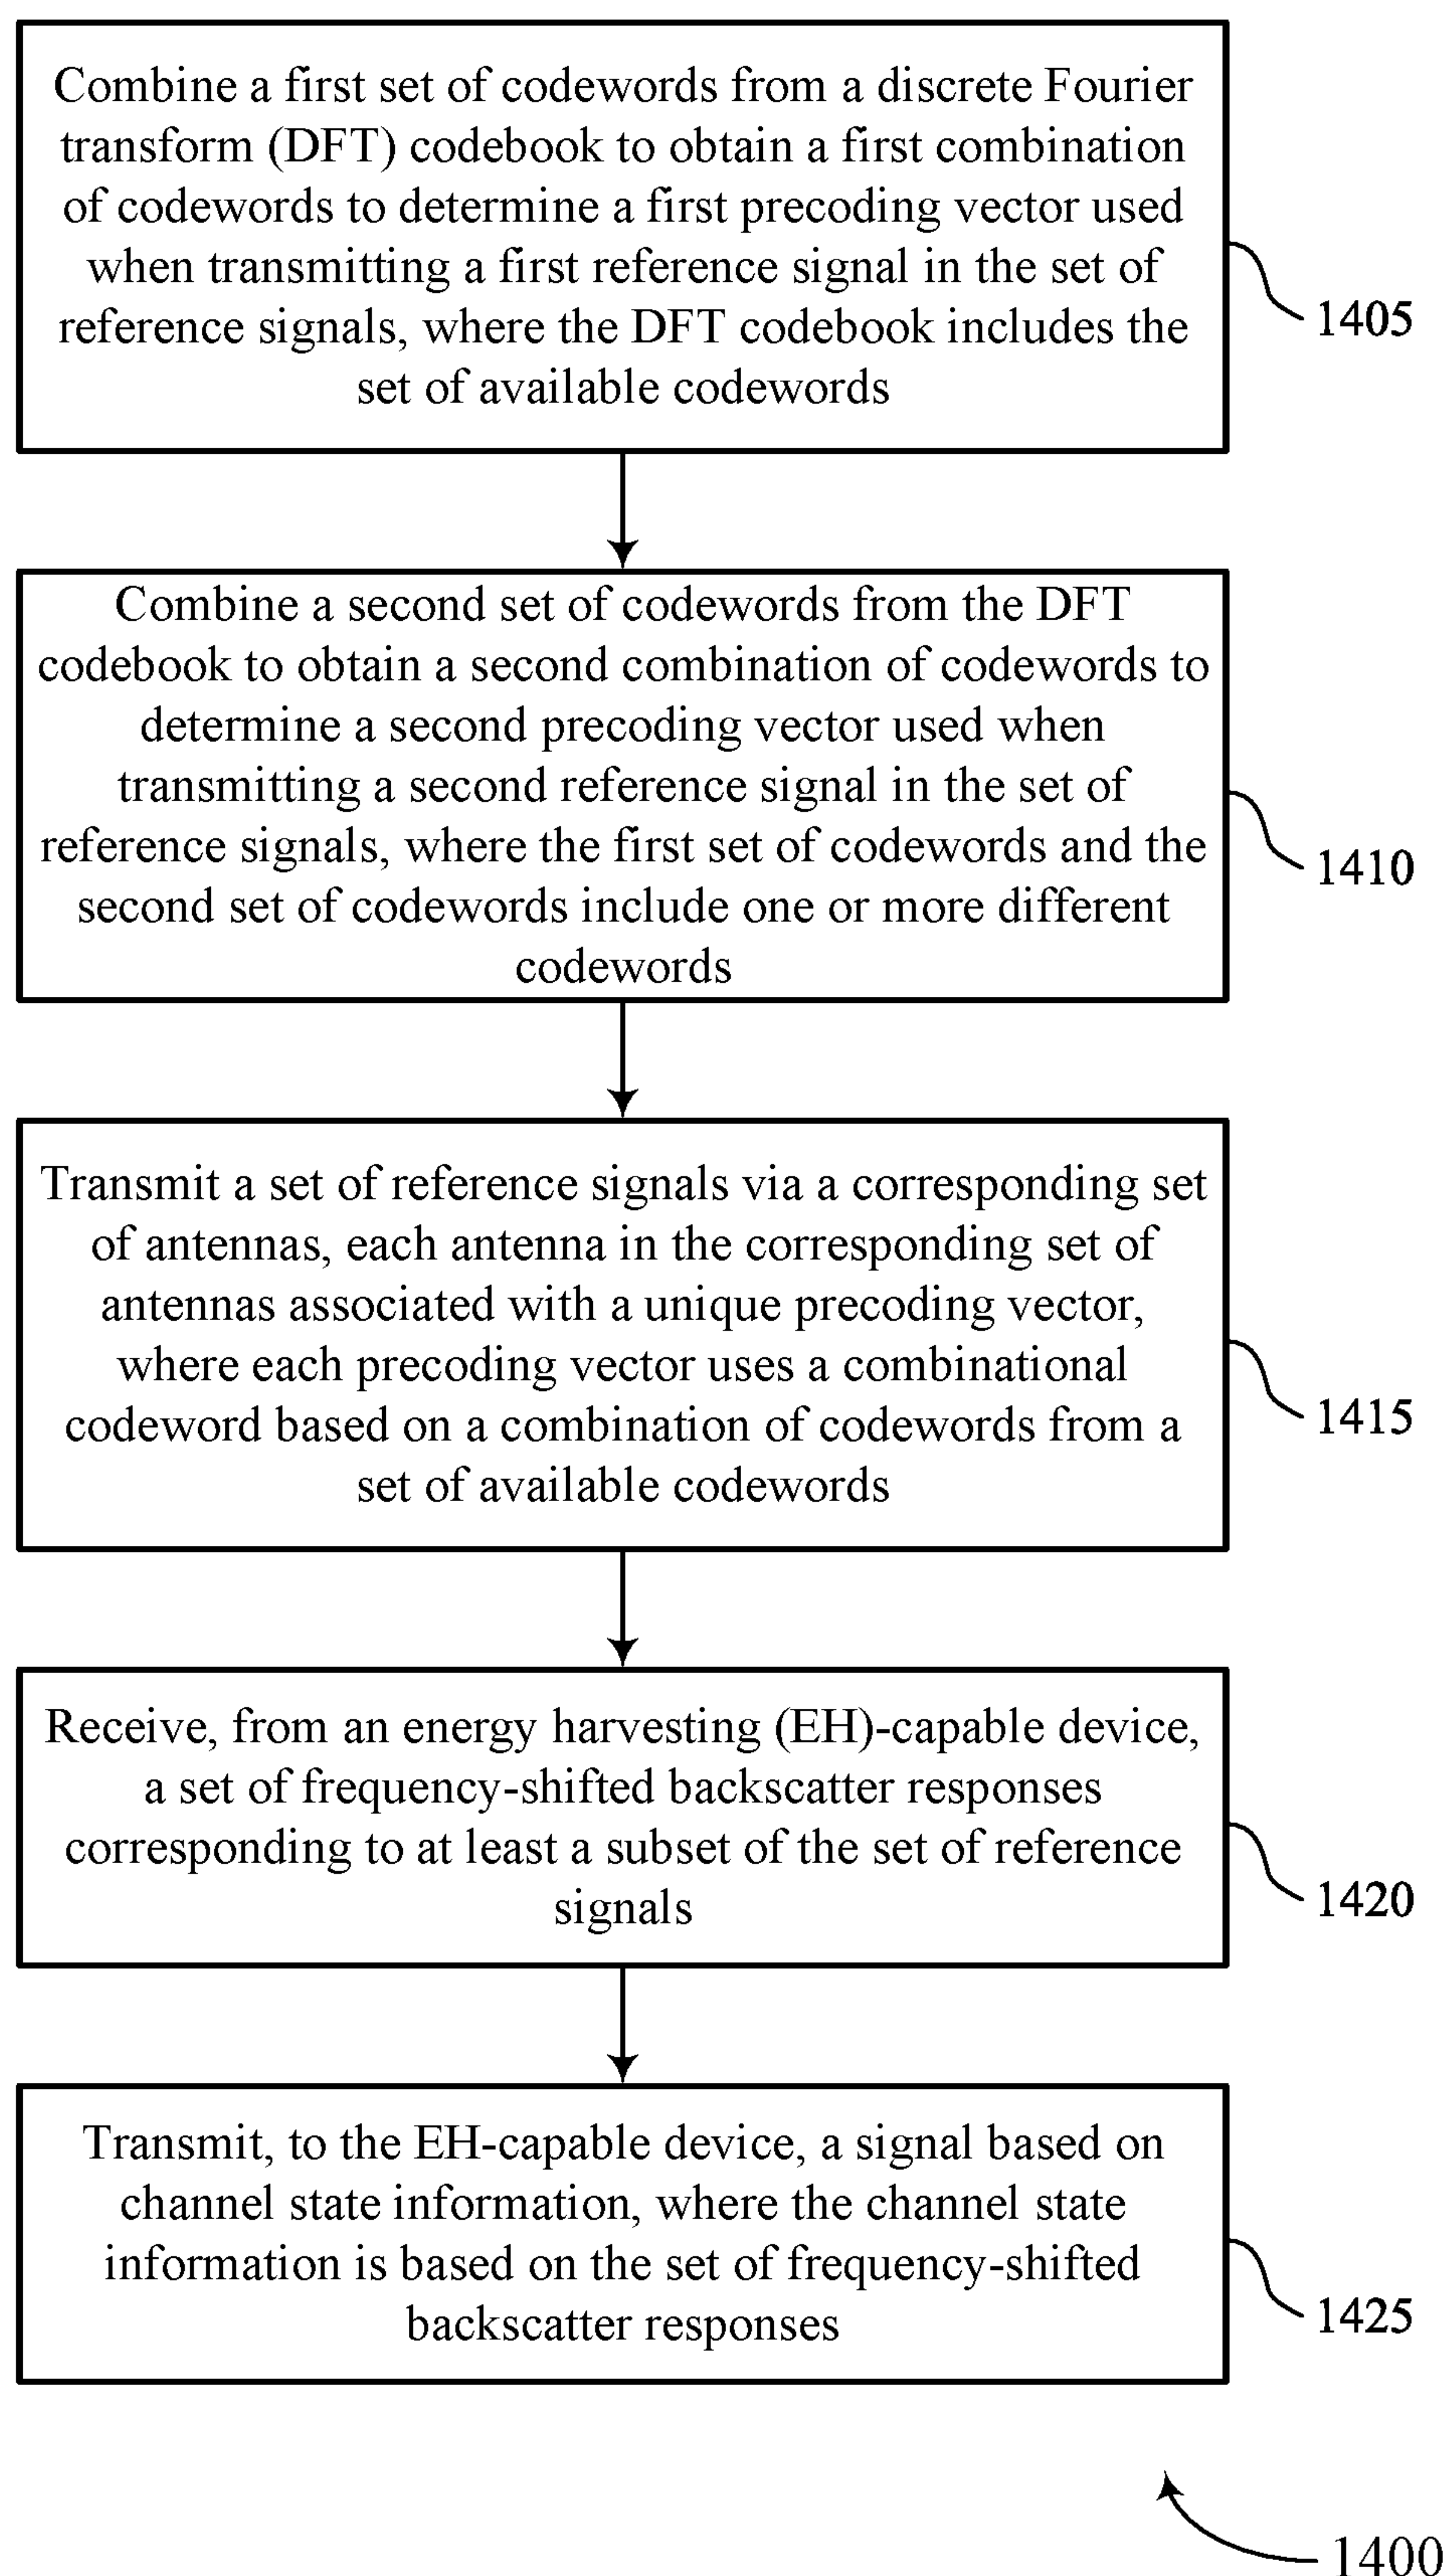 Combine a first set of codewords from a discrete Fourier
transform (DFT) codebook to obtain a first combination
of codewords to determine a first precoding vector used
when transmitting a first reference signal in the set of
reference signals, where the DFT codebook includes the
set of available codewords
1405
Combine a second set of codewords from the DFT
codebook to obtain a second combination of codewords to
determine a second precoding vector used when
transmitting a second reference signal in the set of
reference signals, where the first set of codewords and the
second set of codewords include one or more different
codewords
1410
Transmit a set of reference signals via a corresponding set
of antennas, each antenna in the corresponding set of
antennas associated with a unique precoding vector,
where each precoding vector uses a combinational
codeword based on a combination of codewords from a
set of available codewords
1415
Receive, from an energy harvesting (EH)-capable device,
a set of frequency-shifted backscatter responses
corresponding to at least a subset of the set of reference
signals
1420
Transmit, to the EH-capable device, a signal based on
channel state information, where the channel state
information is based on the set of frequency-shifted
backscatter responses
1425
1400